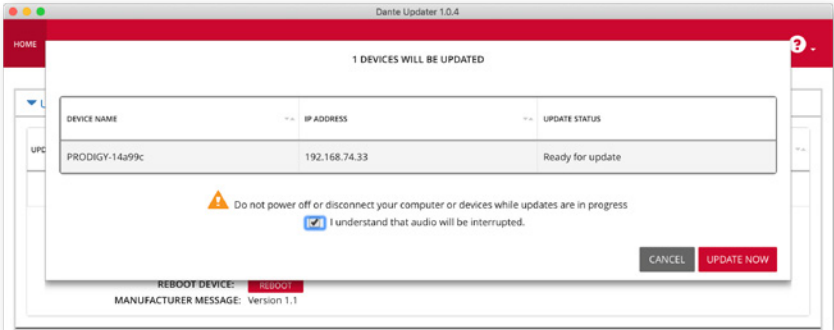 Dante Updater 1.0.4
HOME
?
1 DEVICES WILL BE UPDATED
U
DEVICE NAME IP ADDRESS UPDATE STATUS
UPD
PRODIGY-14a99c 192.168.74.33 Ready for update
Do not power off or disconnect your computer or devices while updates are in progress
I understand that audio will be interrupted.
CANCEL UPDATE NOW
REBOOT DEVICE: REBOOT
MANUFACTURER MESSAGE: Version 1.1